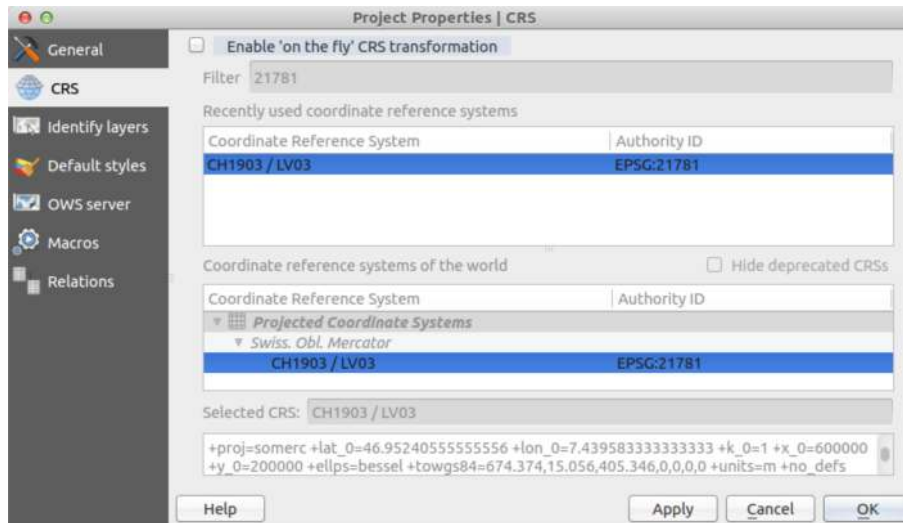 Project Properties | CRS
General
CRS
Identify layers
Default styles
OWS server
Macros
Relations
Enable 'on the fly' CRS transformation
Filter 21781
Recently used coordinate reference systems
Coordinate Reference System Authority ID
CH1903 / LV03 EPSG:21781
Coordinate reference systems of the world Hide deprecated CRSs
Coordinate Reference System Authority ID
Projected Coordinate Systems
Swiss. Obl. Mercator
CH1903 / LV03 EPSG:21781
Selected CRS: CH1903 / LV03
+proj=somerc +lat_0=46.95240555555556 +lon_0=7.439583333333333 +k_0=1 +x_0=600000
+y_0=200000 +ellps=bessel +towgs84=674.374,15.056,405.346,0,0,0,0 +units=m +no_defs
Help Apply Cancel OK